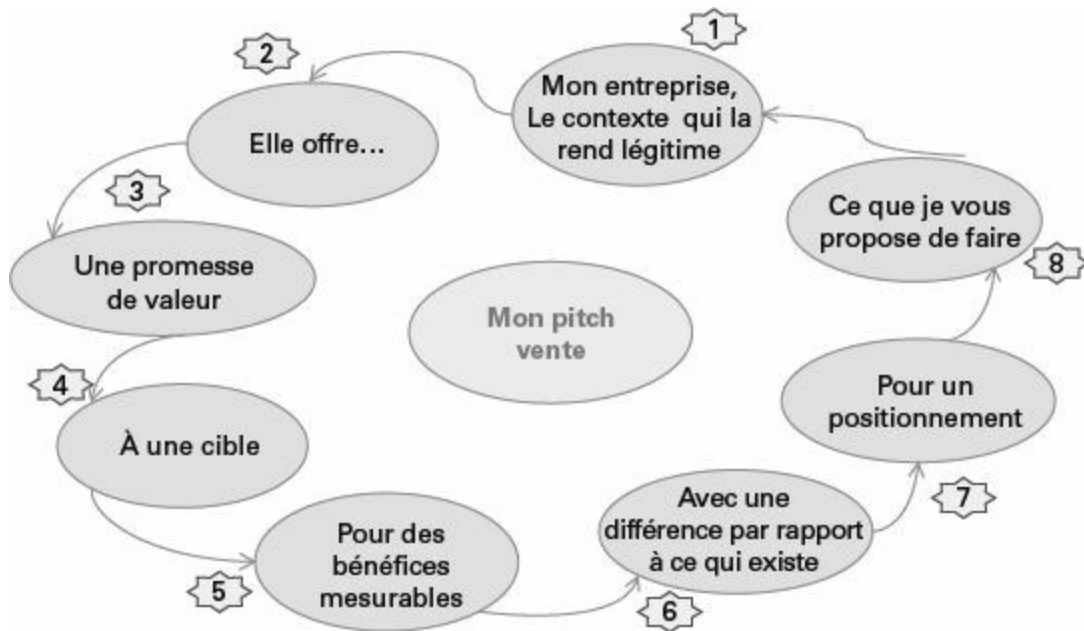 1
Mon entreprise,
Le contexte qui la
rend légitime
2
Elle offre...
3
Une promesse
de valeur
4
À une cible
5
Pour des
bénéfices
mesurables
6
Avec une
différence par rapport
à ce qui existe
7
Pour un
positionnement
8
Ce que je vous
propose de faire
Mon pitch
vente